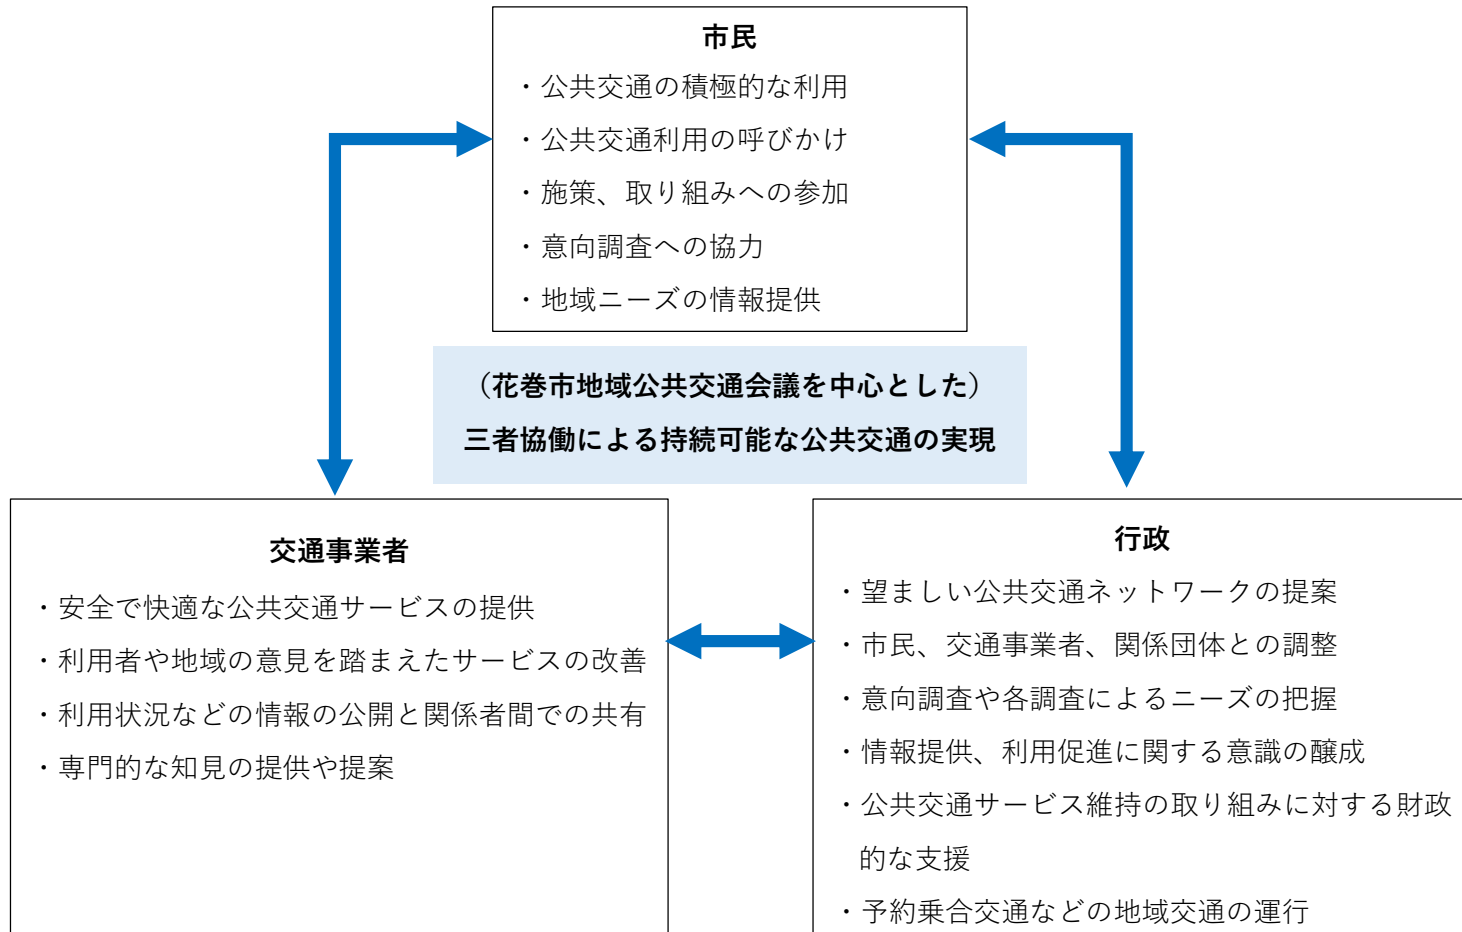 市民
・公共交通の積極的な利用
・公共交通利用の呼びかけ
・施策、取り組みへの参加
・意向調査への協力
・地域ニーズの情報提供
（花巻市地域公共交通会議を中心とした）
三者協働による持続可能な公共交通の実現
交通事業者
・安全で快適な公共交通サービスの提供
・利用者や地域の意見を踏まえたサービスの改善
・利用状況などの情報の公開と関係者間での共有
・専門的な知見の提供や提案
行政
・望ましい公共交通ネットワークの提案
・市民、交通事業者、関係団体との調整
・意向調査や各調査によるニーズの把握
・情報提供、利用促進に関する意識の醸成
・公共交通サービス維持の取り組みに対する財政
的な支援
・予約乗合交通などの地域交通の運行